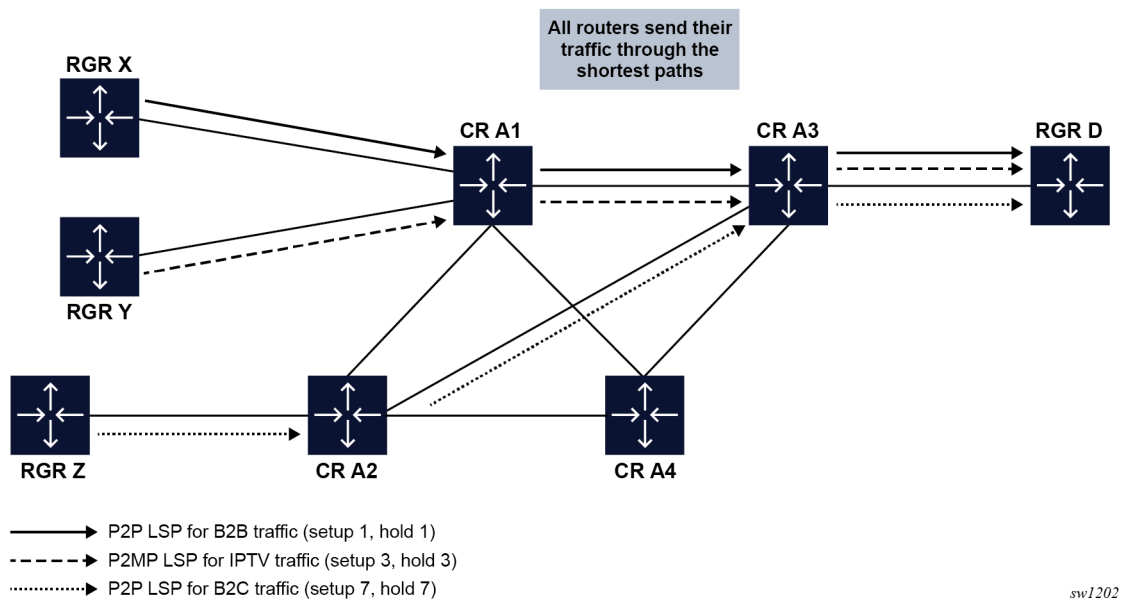 All routers send their
traffic through the
shortest paths
RGR X
CR A1
CR A3
RGR D
RGR Y
RGR Z
CR A2
CR A4
P2P LSP for B2B traffic (setup 1, hold 1)
P2MP LSP for IPTV traffic (setup 3, hold 3)
P2P LSP for B2C traffic (setup 7, hold 7)
sw1202